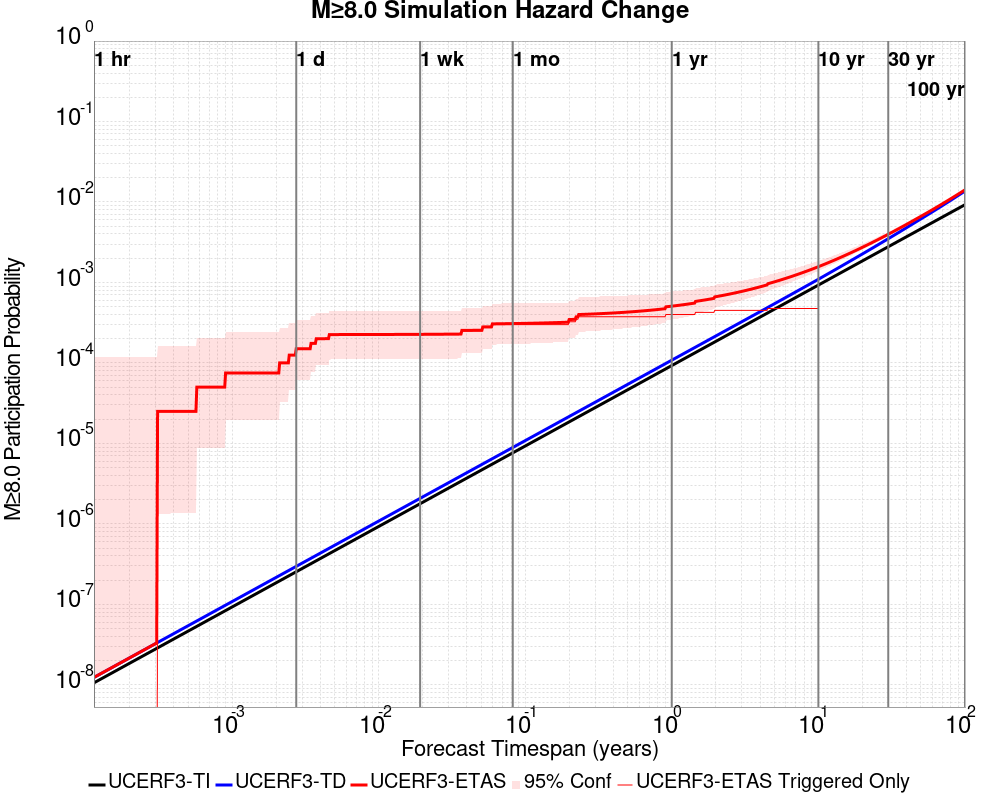 M≥8.0 Simulation Hazard Change
10^0
1 hr 1 d 1 wk 1 mo 1 yr 10 yr 30 yr
100 yr
10^-1
10^-2
10^-3
10^-4
10^-5
10^-6
10^-7
10^-8
M≥8.0 Participation Probability
10^-3 10^-2 10^-1 10^0 10^1 10^2
Forecast Timespan (years)
UCERF3-TI UCERF3-TD UCERF3-ETAS 95% Conf UCERF3-ETAS Triggered Only